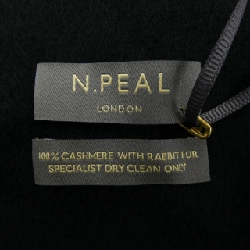 N.PEAL
LONDON
100% CASHMERE WITH RABBIT FUR
SPECIALIST DRY CLEAN ONLY